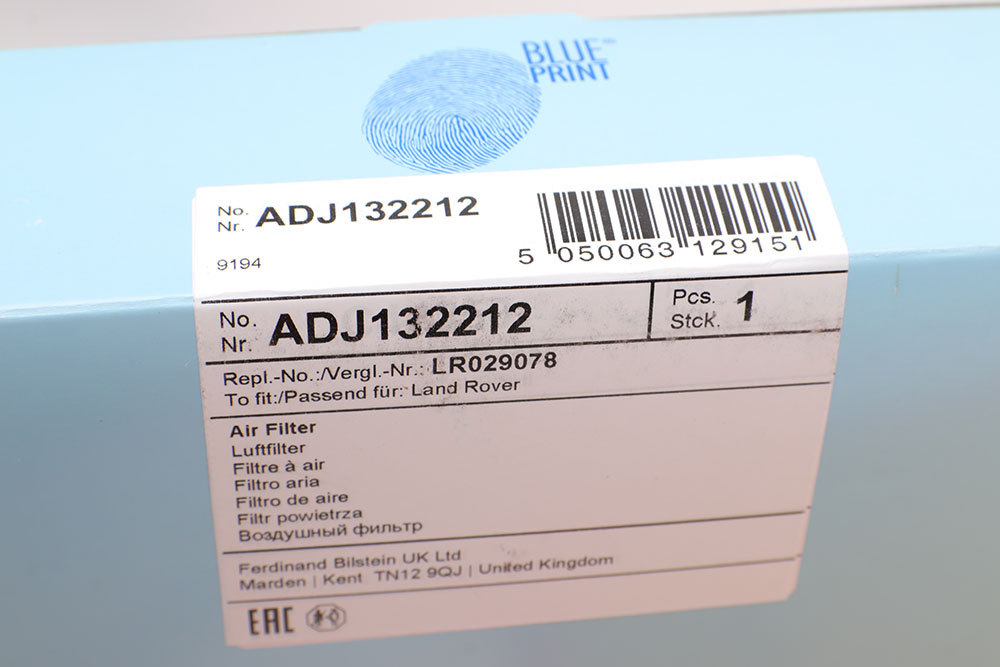 BLUE
PRINT
No.
Nr. ADJ132212
9194
5 050063 129151
No.
Nr. ADJ132212
Pcs.
Stck. 1
Repl.-No.:/Vergl.-Nr.: LR029078
To fit:/Passend für: Land Rover
Air Filter
Luftfilter
Filtre à air
Filtro aria
Filtro de aire
Filtr powietrza
Воздушный фильтр
Ferdinand Bilstein UK Ltd
Marden | Kent TN12 9QJ | United Kingdom
EAC